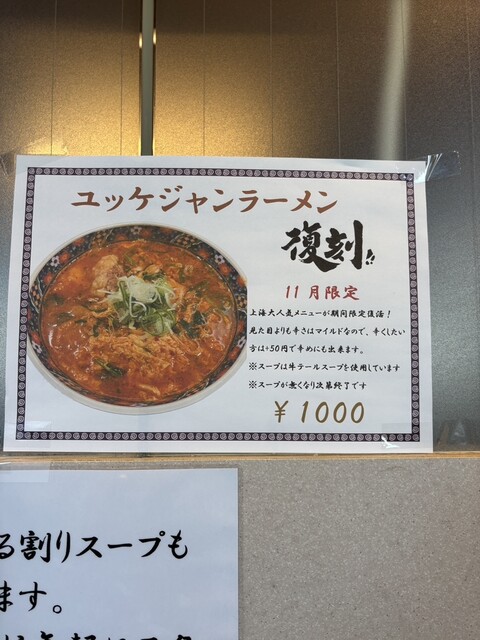 ユッケジャンラーメン
復刻!!
11月限定
上海大人気メニューが期間限定復活!
見た目よりも辛さはマイルドなので、辛くしたい
方は+50円で辛めにも出来ます。
※スープは牛テールスープを使用しています
※スープが無くなり次第終了です
¥1000
る割りスープも
ます。